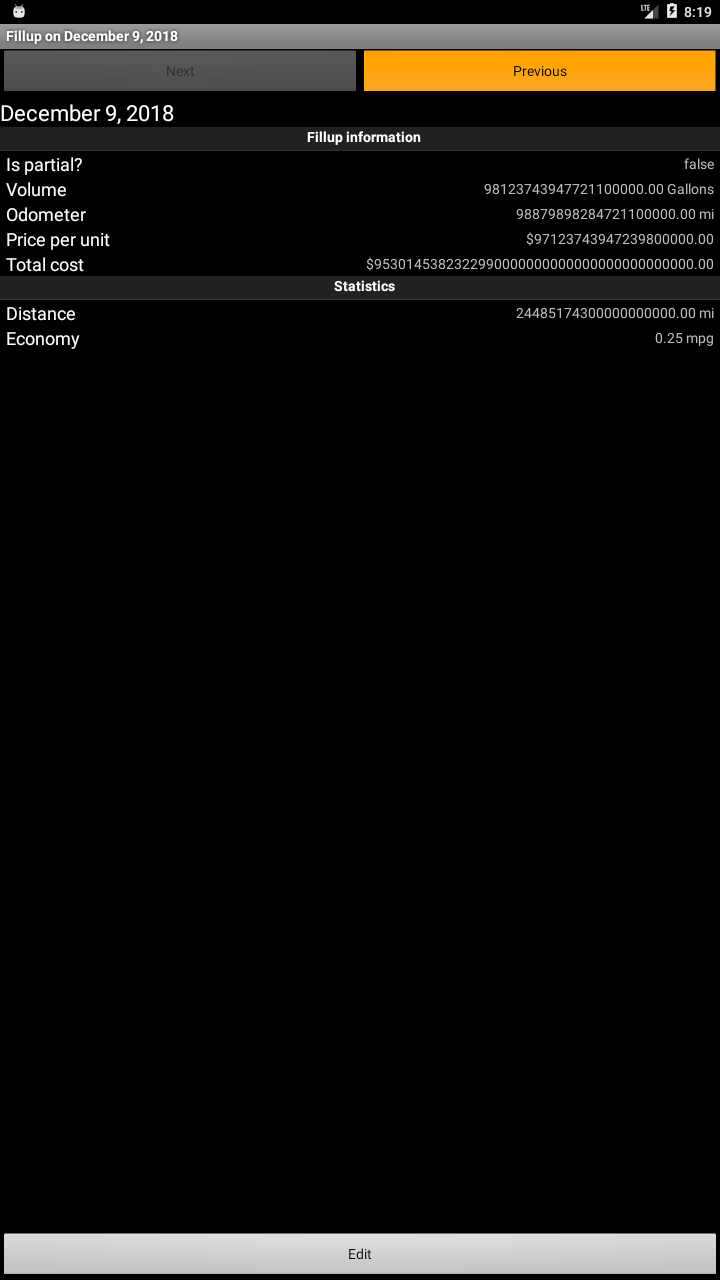 LTE 8:19
Fillup on December 9, 2018
Next Previous
December 9, 2018
Fillup information
Is partial? false
Volume 98123743947721100000.00 Gallons
Odometer 98879898284721100000.00 mi
Price per unit $97123743947239800000.00
Total cost $9530145382322990000000000000000000000000.00
Statistics
Distance 24485174300000000000.00 mi
Economy 0.25 mpg
Edit